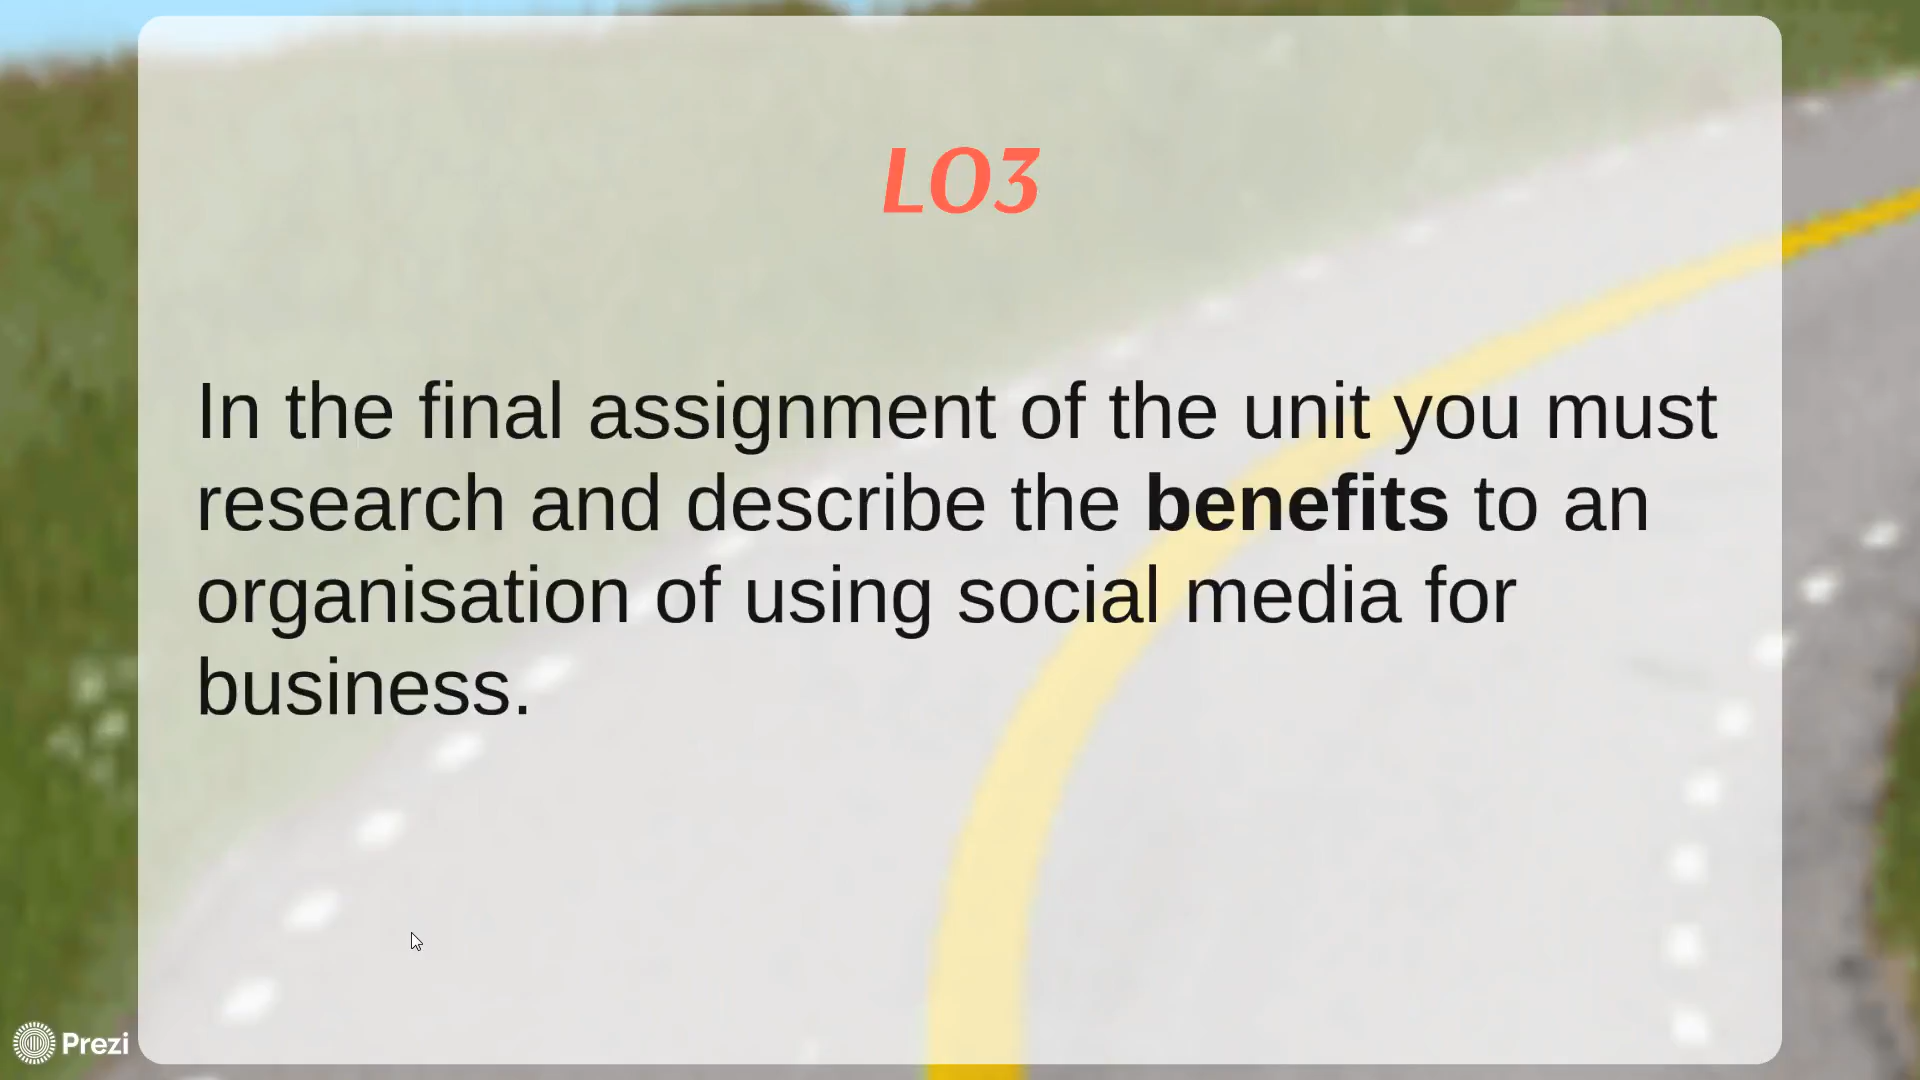 LO3
In the final assignment of the unit you must
research and describe the benefits to an
organisation of using social media for
business.
Prezi